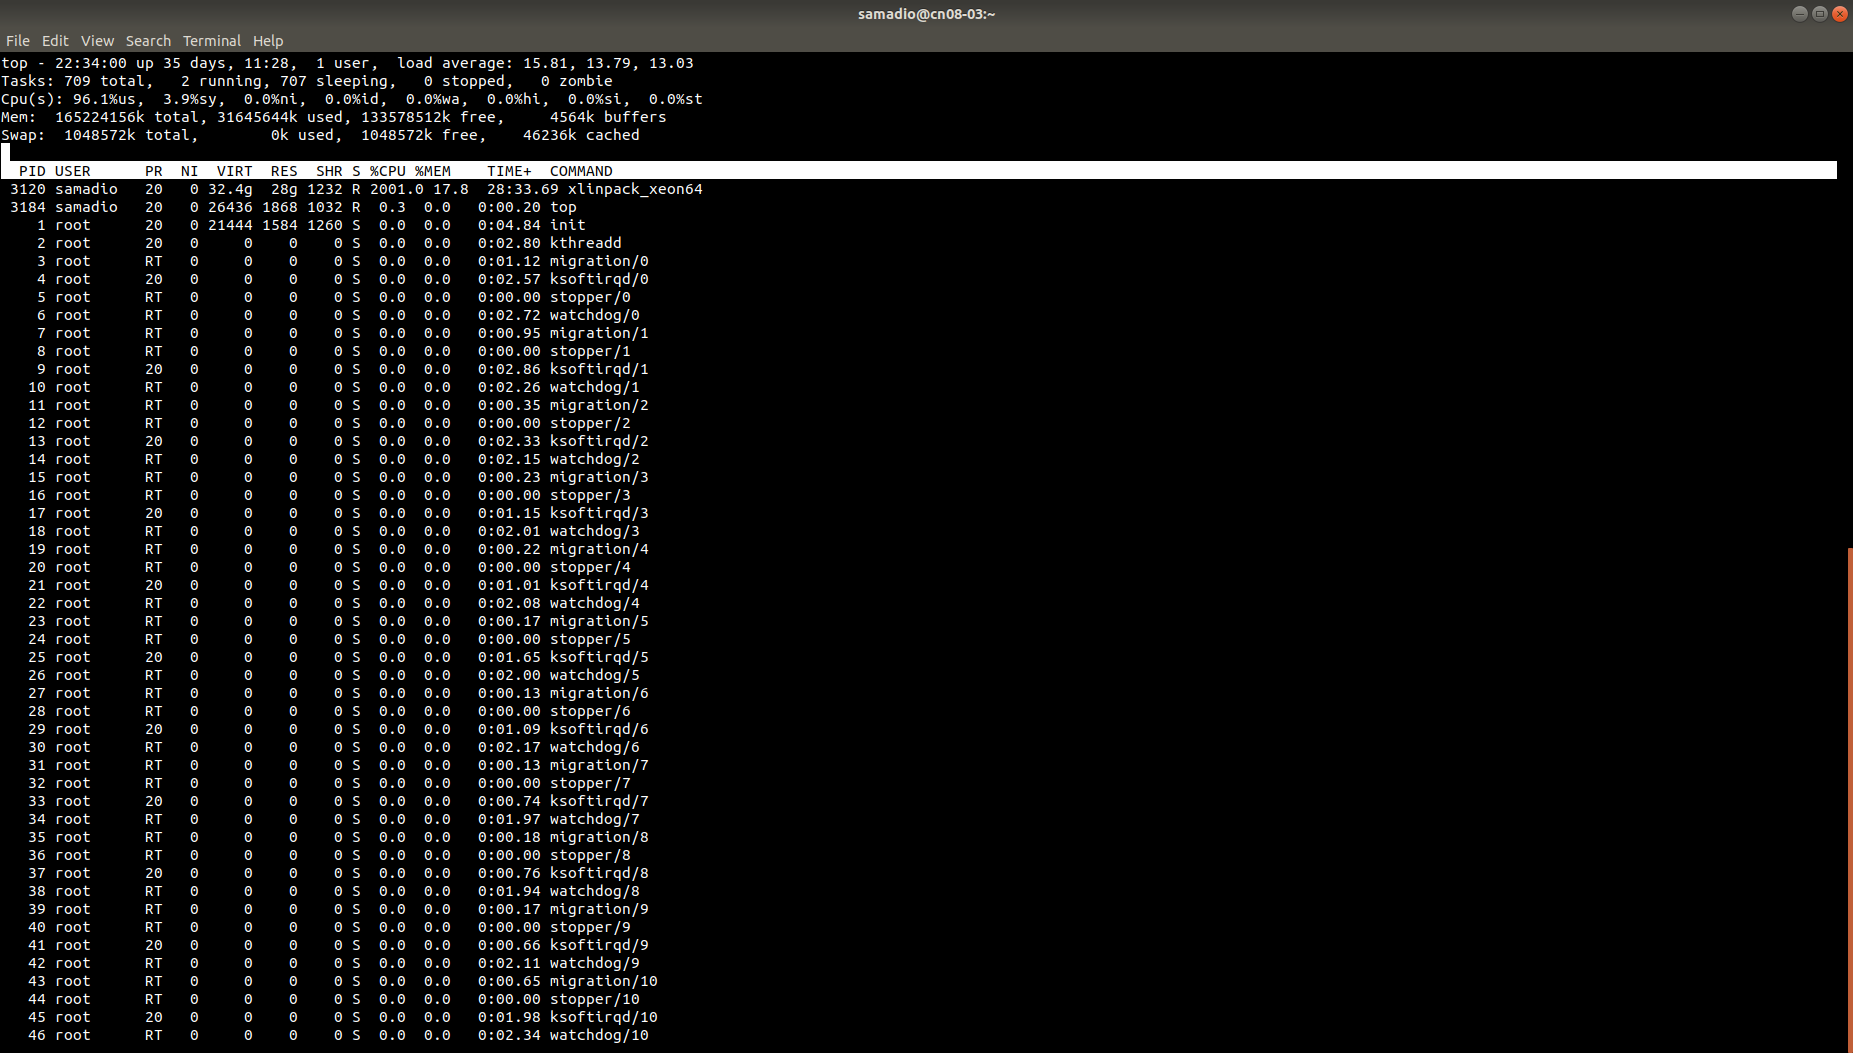 samadio@cn08-03:~
File Edit View Search Terminal Help
top - 22:34:00 up 35 days, 11:28,  1 user,  load average: 15.81, 13.79, 13.03
Tasks: 709 total,   2 running, 707 sleeping,   0 stopped,   0 zombie
Cpu(s): 96.1%us,  3.9%sy,  0.0%ni,  0.0%id,  0.0%wa,  0.0%hi,  0.0%si,  0.0%st
Mem:  165224156k total, 31645644k used, 133578512k free,     4564k buffers
Swap:  1048572k total,        0k used,  1048572k free,    46236k cached
PID USER      PR  NI  VIRT  RES  SHR S %CPU %MEM    TIME+  COMMAND
3120 samadio   20   0 32.4g  28g 1232 R 2001.0 17.8  28:33.69 xlinpack_xeon64
3184 samadio   20   0 26436 1868 1032 R  0.3  0.0   0:00.20 top
1 root      20   0 21444 1584 1260 S  0.0  0.0   0:04.84 init
2 root      20   0     0    0    0 S  0.0  0.0   0:02.80 kthreadd
3 root      RT   0     0    0    0 S  0.0  0.0   0:01.12 migration/0
4 root      20   0     0    0    0 S  0.0  0.0   0:02.57 ksoftirqd/0
5 root      RT   0     0    0    0 S  0.0  0.0   0:00.00 stopper/0
6 root      RT   0     0    0    0 S  0.0  0.0   0:02.72 watchdog/0
7 root      RT   0     0    0    0 S  0.0  0.0   0:00.95 migration/1
8 root      RT   0     0    0    0 S  0.0  0.0   0:00.00 stopper/1
9 root      20   0     0    0    0 S  0.0  0.0   0:02.86 ksoftirqd/1
10 root      RT   0     0    0    0 S  0.0  0.0   0:02.26 watchdog/1
11 root      RT   0     0    0    0 S  0.0  0.0   0:00.35 migration/2
12 root      RT   0     0    0    0 S  0.0  0.0   0:00.00 stopper/2
13 root      20   0     0    0    0 S  0.0  0.0   0:02.33 ksoftirqd/2
14 root      RT   0     0    0    0 S  0.0  0.0   0:02.15 watchdog/2
15 root      RT   0     0    0    0 S  0.0  0.0   0:00.23 migration/3
16 root      RT   0     0    0    0 S  0.0  0.0   0:00.00 stopper/3
17 root      20   0     0    0    0 S  0.0  0.0   0:01.15 ksoftirqd/3
18 root      RT   0     0    0    0 S  0.0  0.0   0:02.01 watchdog/3
19 root      RT   0     0    0    0 S  0.0  0.0   0:00.22 migration/4
20 root      RT   0     0    0    0 S  0.0  0.0   0:00.00 stopper/4
21 root      20   0     0    0    0 S  0.0  0.0   0:01.01 ksoftirqd/4
22 root      RT   0     0    0    0 S  0.0  0.0   0:02.08 watchdog/4
23 root      RT   0     0    0    0 S  0.0  0.0   0:00.17 migration/5
24 root      RT   0     0    0    0 S  0.0  0.0   0:00.00 stopper/5
25 root      20   0     0    0    0 S  0.0  0.0   0:01.65 ksoftirqd/5
26 root      RT   0     0    0    0 S  0.0  0.0   0:02.00 watchdog/5
27 root      RT   0     0    0    0 S  0.0  0.0   0:00.13 migration/6
28 root      RT   0     0    0    0 S  0.0  0.0   0:00.00 stopper/6
29 root      20   0     0    0    0 S  0.0  0.0   0:01.09 ksoftirqd/6
30 root      RT   0     0    0    0 S  0.0  0.0   0:02.17 watchdog/6
31 root      RT   0     0    0    0 S  0.0  0.0   0:00.13 migration/7
32 root      RT   0     0    0    0 S  0.0  0.0   0:00.00 stopper/7
33 root      20   0     0    0    0 S  0.0  0.0   0:00.74 ksoftirqd/7
34 root      RT   0     0    0    0 S  0.0  0.0   0:01.97 watchdog/7
35 root      RT   0     0    0    0 S  0.0  0.0   0:00.18 migration/8
36 root      RT   0     0    0    0 S  0.0  0.0   0:00.00 stopper/8
37 root      20   0     0    0    0 S  0.0  0.0   0:00.76 ksoftirqd/8
38 root      RT   0     0    0    0 S  0.0  0.0   0:01.94 watchdog/8
39 root      RT   0     0    0    0 S  0.0  0.0   0:00.17 migration/9
40 root      RT   0     0    0    0 S  0.0  0.0   0:00.00 stopper/9
41 root      20   0     0    0    0 S  0.0  0.0   0:00.66 ksoftirqd/9
42 root      RT   0     0    0    0 S  0.0  0.0   0:02.11 watchdog/9
43 root      RT   0     0    0    0 S  0.0  0.0   0:00.65 migration/10
44 root      RT   0     0    0    0 S  0.0  0.0   0:00.00 stopper/10
45 root      20   0     0    0    0 S  0.0  0.0   0:01.98 ksoftirqd/10
46 root      RT   0     0    0    0 S  0.0  0.0   0:02.34 watchdog/10